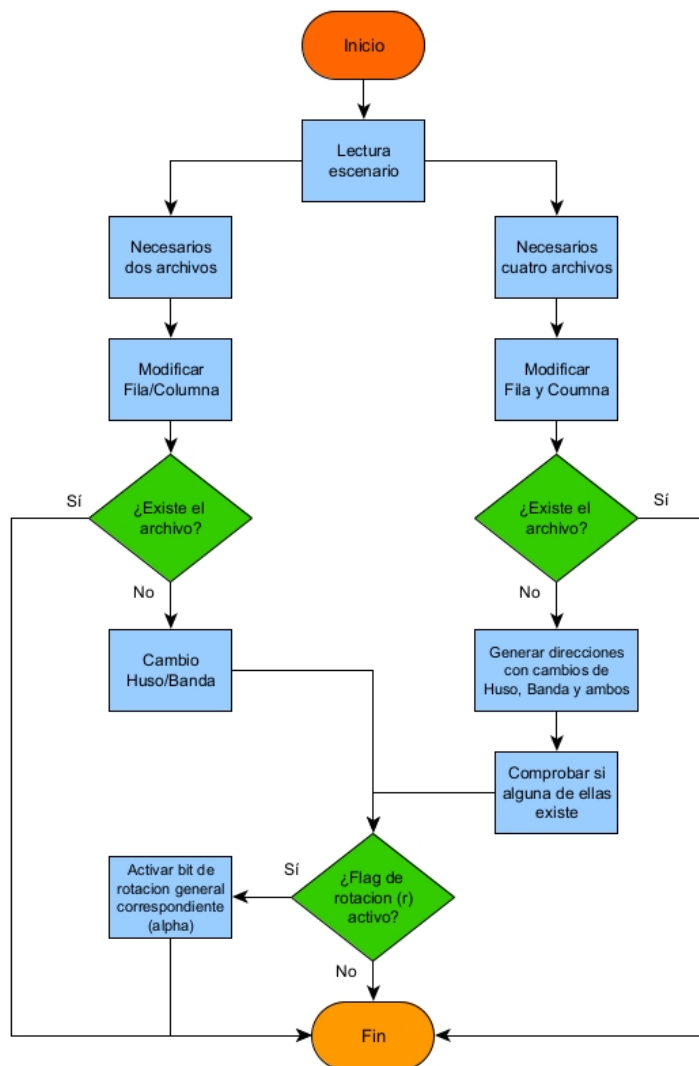 Inicio
Lectura
escenario
Necesarios
dos archivos
Necesarios
cuatro archivos
Modificar
Fila/Columna
Modificar
Fila y Coumna
Sí
¿Existe el
archivo?
¿Existe el
archivo?
Sí
No
No
Cambio
Huso/Banda
Generar direcciones
con cambios de
Huso, Banda y ambos
Comprobar si
alguna de ellas
existe
Activar bit de
rotacion general
correspondiente
(alpha)
Sí
¿Flag de
rotacion (r)
activo?
No
Fin